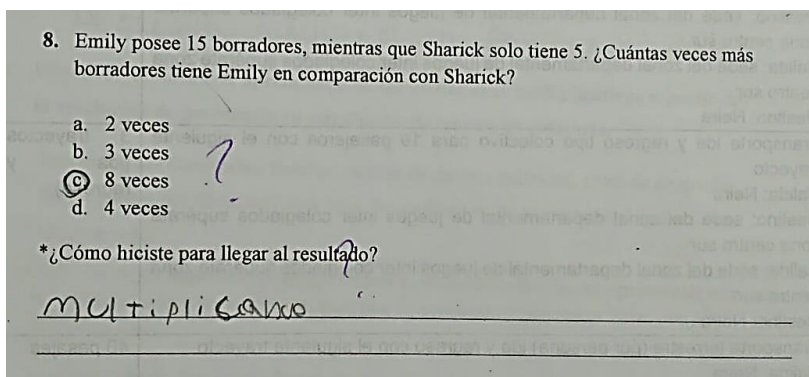 8. Emily posee 15 borradores, mientras que Sharick solo tiene 5. ¿Cuántas veces más
borradores tiene Emily en comparación con Sharick?
a. 2 veces
b. 3 veces
c. 8 veces
d. 4 veces
?
*¿Cómo hiciste para llegar al resultado?
?
multiplicano